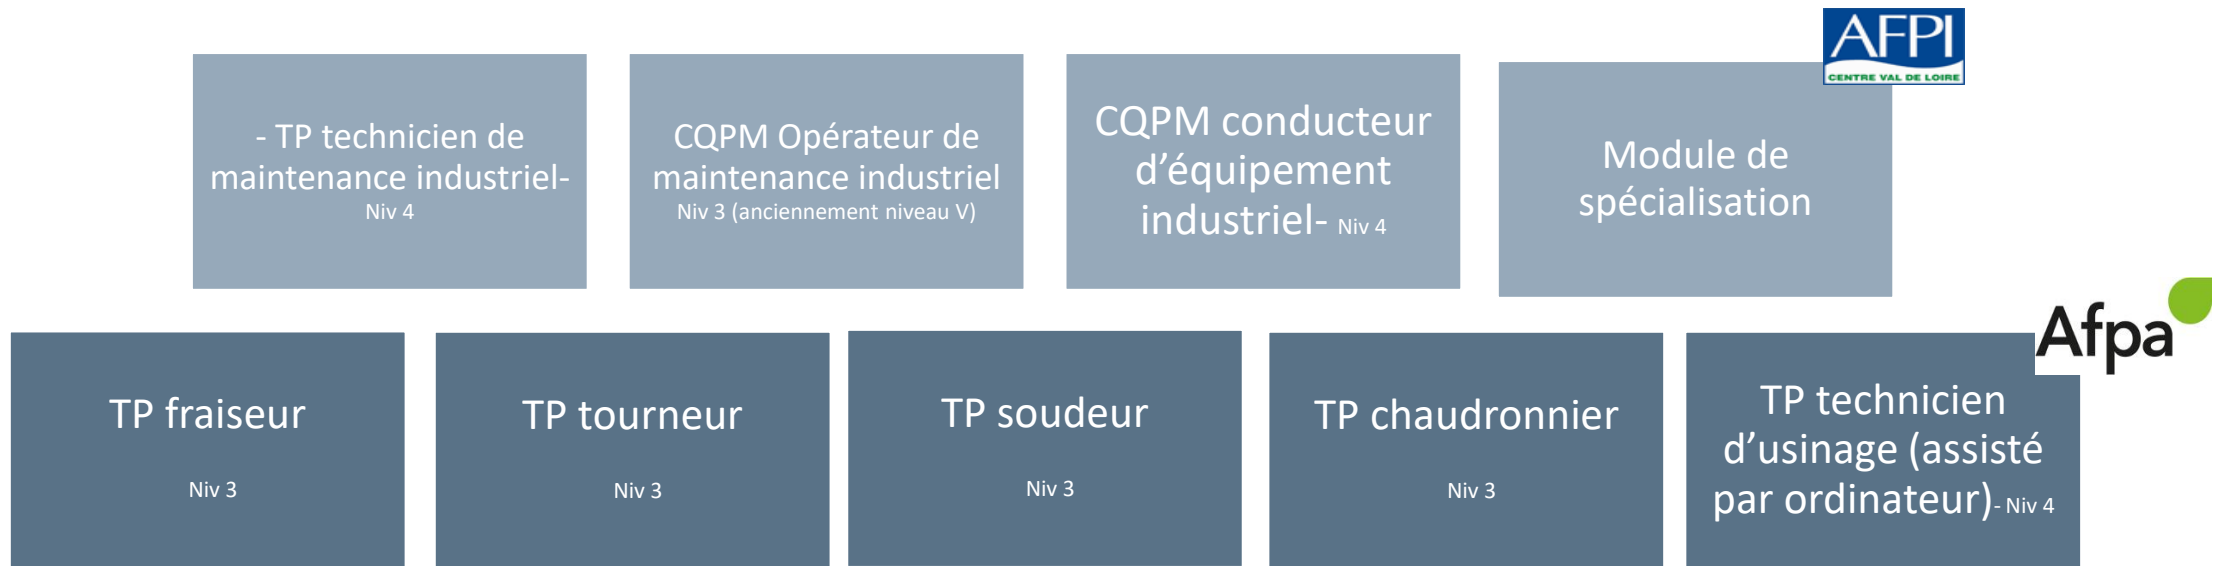 AFPI
CENTRE VAL DE LOIRE
- TP technicien de
maintenance industriel-
Niv 4
CQPM Opérateur de
maintenance industriel
Niv 3 (anciennement niveau V)
CQPM conducteur
d’équipement
industriel- Niv 4
Module de
spécialisation
Afpa
TP fraiseur
Niv 3
TP tourneur
Niv 3
TP soudeur
Niv 3
TP chaudronnier
Niv 3
TP technicien
d’usinage (assisté
par ordinateur)- Niv 4